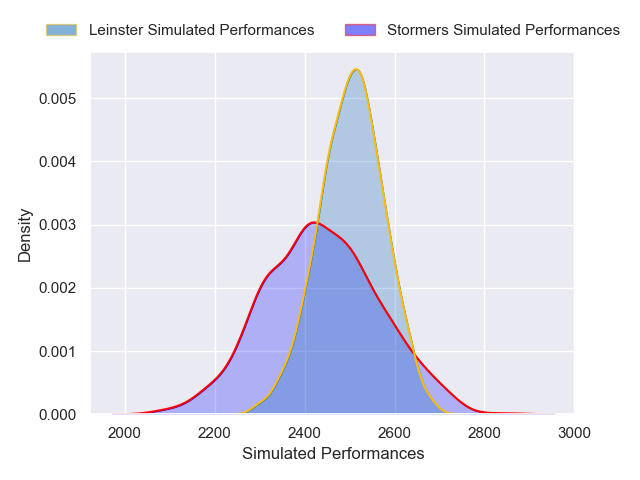 Leinster Simulated Performances Stormers Simulated Performances
0.005
0.004
0.003
0.002
0.001
0.000
Density
2000 2200 2400 2600 2800 3000
Simulated Performances